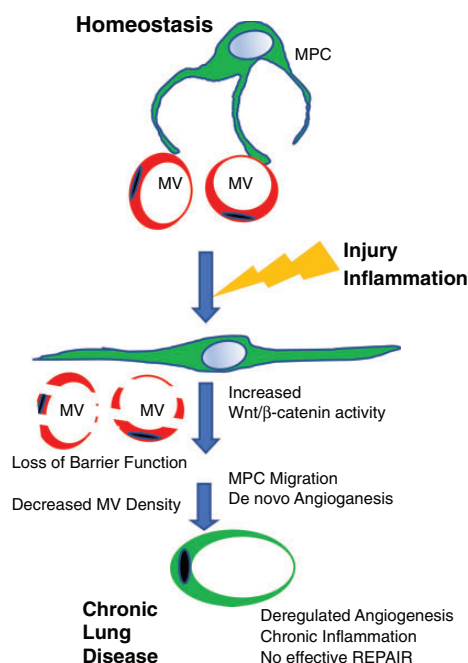 Homeostasis
MPC
MV
MV
Injury
Inflammation
MV
MV
Increased
Wnt/β-catenin activity
Loss of Barrier Function
MPC Migration
De novo Angioganesis
Decreased MV Density
Chronic
Lung
Disease
Deregulated Angiogenesis
Chronic Inflammation
No effective REPAIR